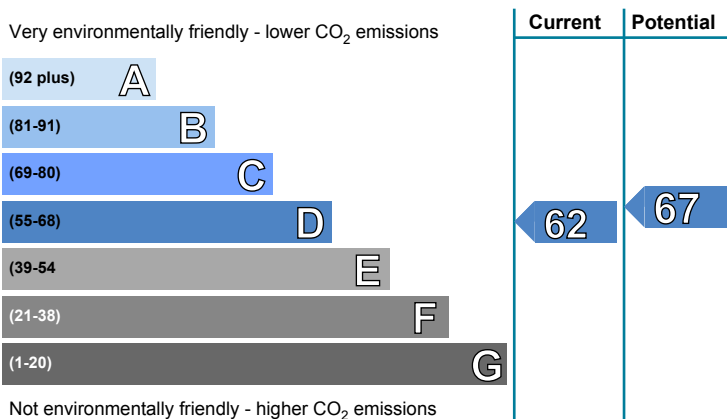 Current Potential
Very environmentally friendly - lower CO2 emissions
(92 plus) A
(81-91) B
(69-80) C
(55-68) D
62
67
(39-54 E
(21-38) F
(1-20) G
Not environmentally friendly - higher CO2 emissions